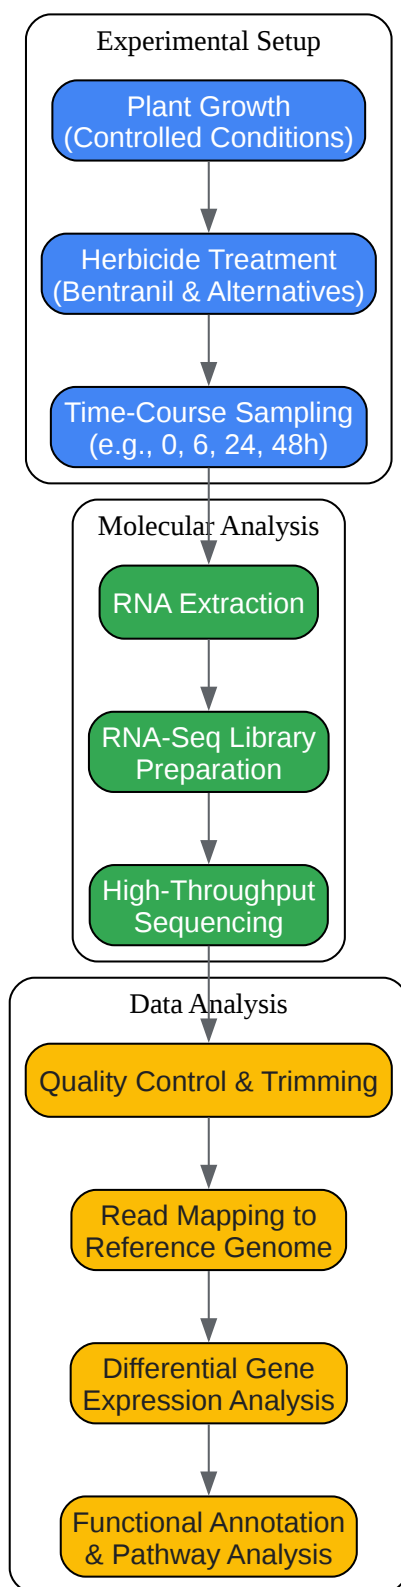 Experimental Setup
Plant Growth
(Controlled Conditions)
Herbicide Treatment
(Bentranil & Alternatives)
Time-Course Sampling
(e.g., 0, 6, 24, 48h)
Molecular Analysis
RNA Extraction
RNA-Seq Library
Preparation
High-Throughput
Sequencing
Data Analysis
Quality Control & Trimming
Read Mapping to
Reference Genome
Differential Gene
Expression Analysis
Functional Annotation
& Pathway Analysis